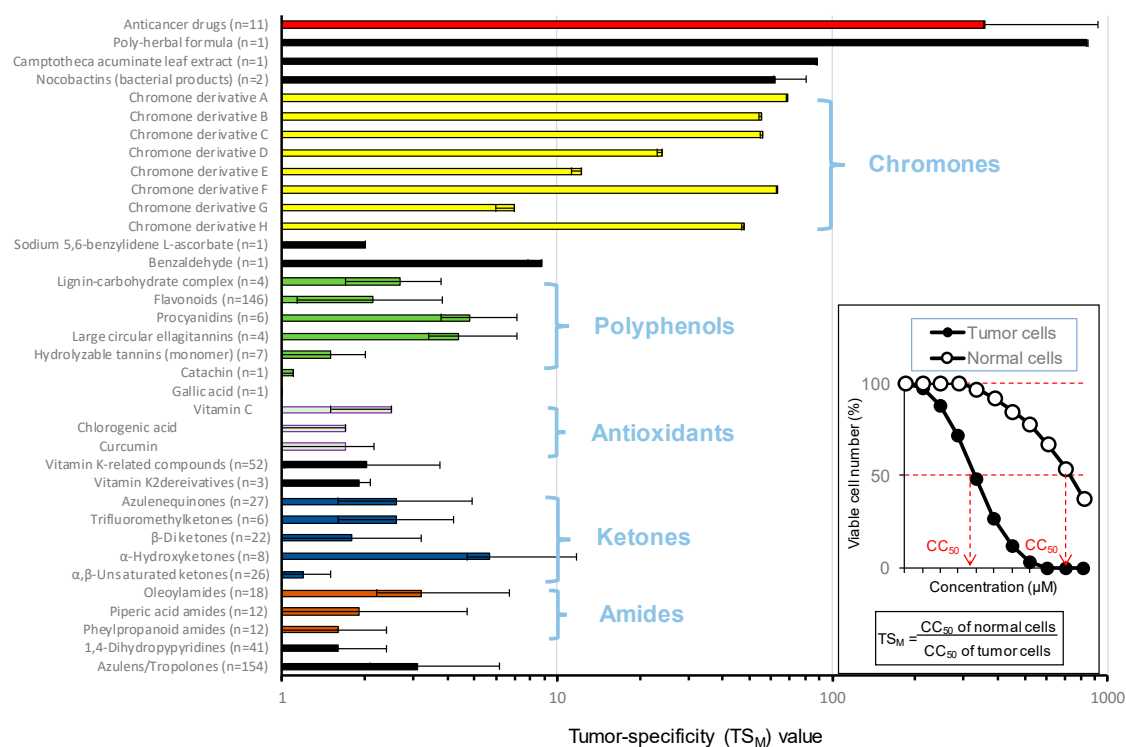 Anticancer drugs (n=11)
Poly-herbal formula (n=1)
Camptotheca acuminate leaf extract (n=1)
Nocobactins (bacterial products) (n=2)
Chromone derivative A
Chromone derivative B
Chromone derivative C
Chromone derivative D
Chromone derivative E
Chromone derivative F
Chromone derivative G
Chromone derivative H
Sodium 5,6-benzylidene L-ascorbate (n=1)
Benzaldehyde (n=1)
Lignin-carbohydrate complex (n=4)
Flavonoids (n=146)
Procyanidins (n=6)
Large circular ellagitannins (n=4)
Hydrolyzable tannins (monomer) (n=7)
Catachin (n=1)
Gallic acid (n=1)
Vitamin C
Chlorogenic acid
Curcumin
Vitamin K-related compounds (n=52)
Vitamin K2dereivatives (n=3)
Azulenequinones (n=27)
Trifluoromethylketones (n=6)
β-Diketones (n=22)
α-Hydroxyketones (n=8)
α,β-Unsaturated ketones (n=26)
Oleoylamides (n=18)
Piperic acid amides (n=12)
Pheylpropanoid amides (n=12)
1,4-Dihydropypyridines (n=41)
Azulens/Tropolones (n=154)
Chromones
Polyphenols
Antioxidants
Ketones
Amides
1
10
100
1000
Tumor-specificity (TSM) value
Tumor cells
Normal cells
100
50
0
Viable cell number (%)
CC50
CC50
Concentration (µM)
TSM = CC50 of normal cells
CC50 of tumor cells